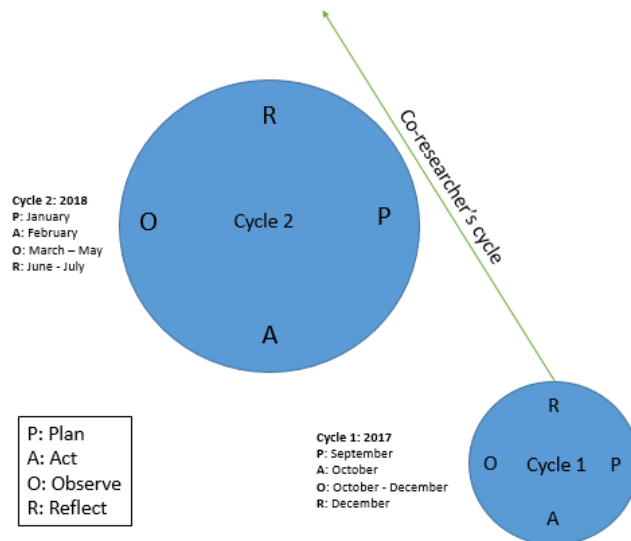 R
Co-researcher's cycle
Cycle 2: 2018
P: January
A: February
O: March – May
R: June - July
O
Cycle 2
P
A
P: Plan
A: Act
O: Observe
R: Reflect
Cycle 1: 2017
P: September
A: October
O: October - December
R: December
R
O
Cycle 1
P
A